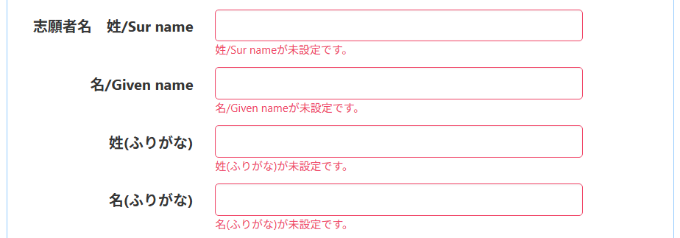 志願者名　姓/Sur name
姓/Sur nameが未設定です。
名/Given name
名/Given nameが未設定です。
姓(ふりがな)
姓(ふりがな)が未設定です。
名(ふりがな)
名(ふりがな)が未設定です。